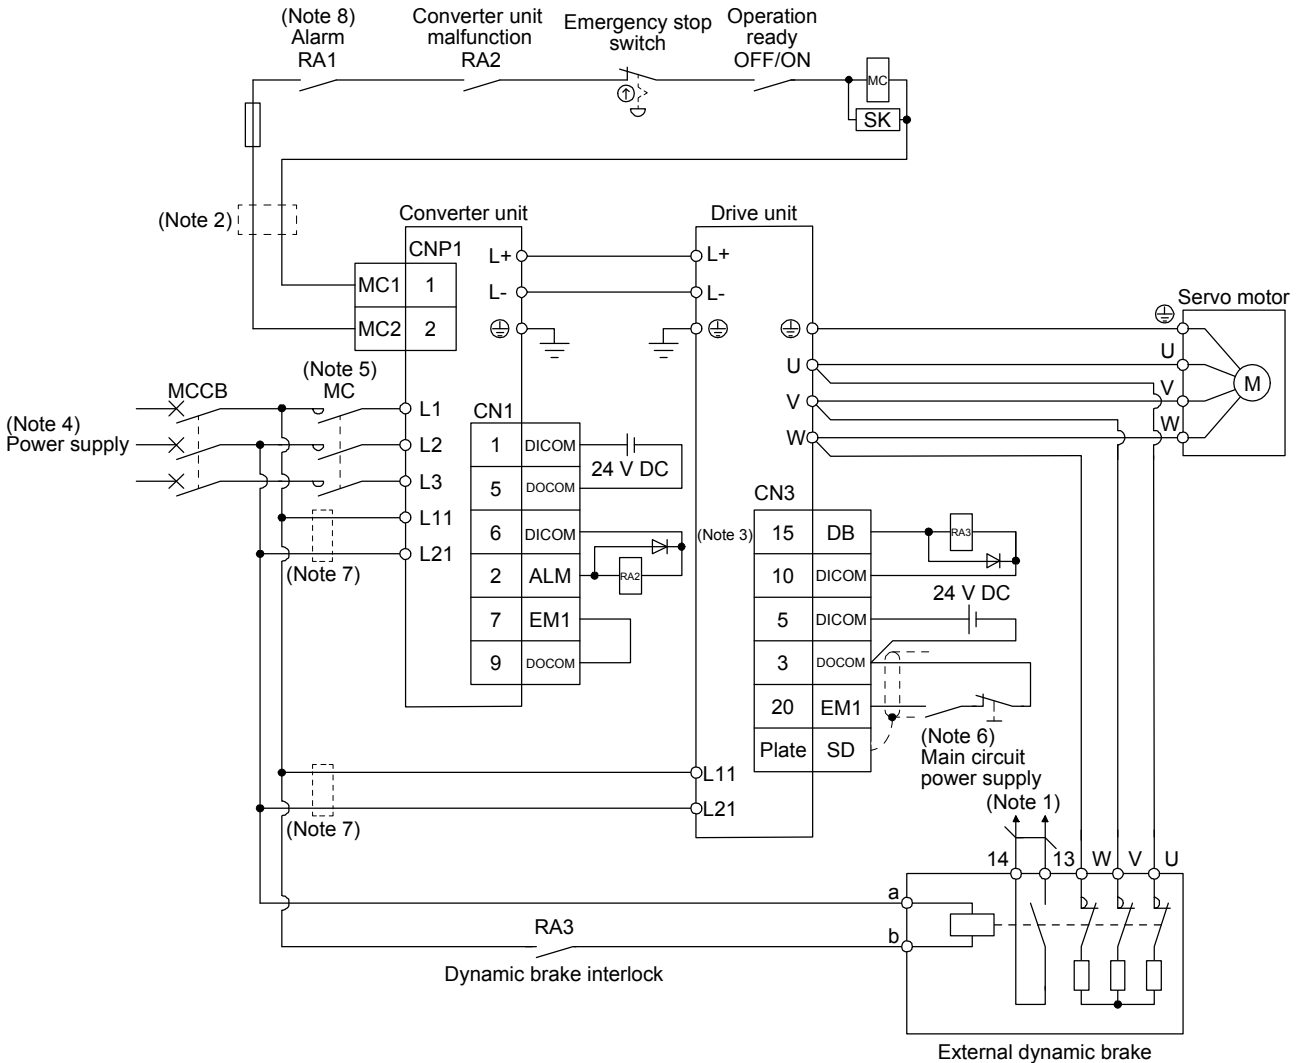 (Note 8)
Alarm
RA1
Converter unit
malfunction
RA2
Emergency stop
switch
Operation
ready
OFF/ON
MC
SK
(Note 2)
Converter unit
Drive unit
CNP1
MC1 1
MC2 2
L+
L-
L+
L-
Servo motor
U
V
W
M
U
V
W
(Note 5)
MC
MCCB
(Note 4)
Power supply
L1
L2
L3
L11
L21
(Note 7)
CN1
1 DICOM
5 DOCOM
6 DICOM
2 ALM
7 EM1
9 DOCOM
24 V DC
RA2
CN3
(Note 3)
15 DB
10 DICOM
5 DICOM
3 DOCOM
20 EM1
Plate SD
RA3
24 V DC
(Note 6)
Main circuit
power supply
(Note 1)
L11
L21
(Note 7)
14 13 W V U
a
b
RA3
Dynamic brake interlock
External dynamic brake